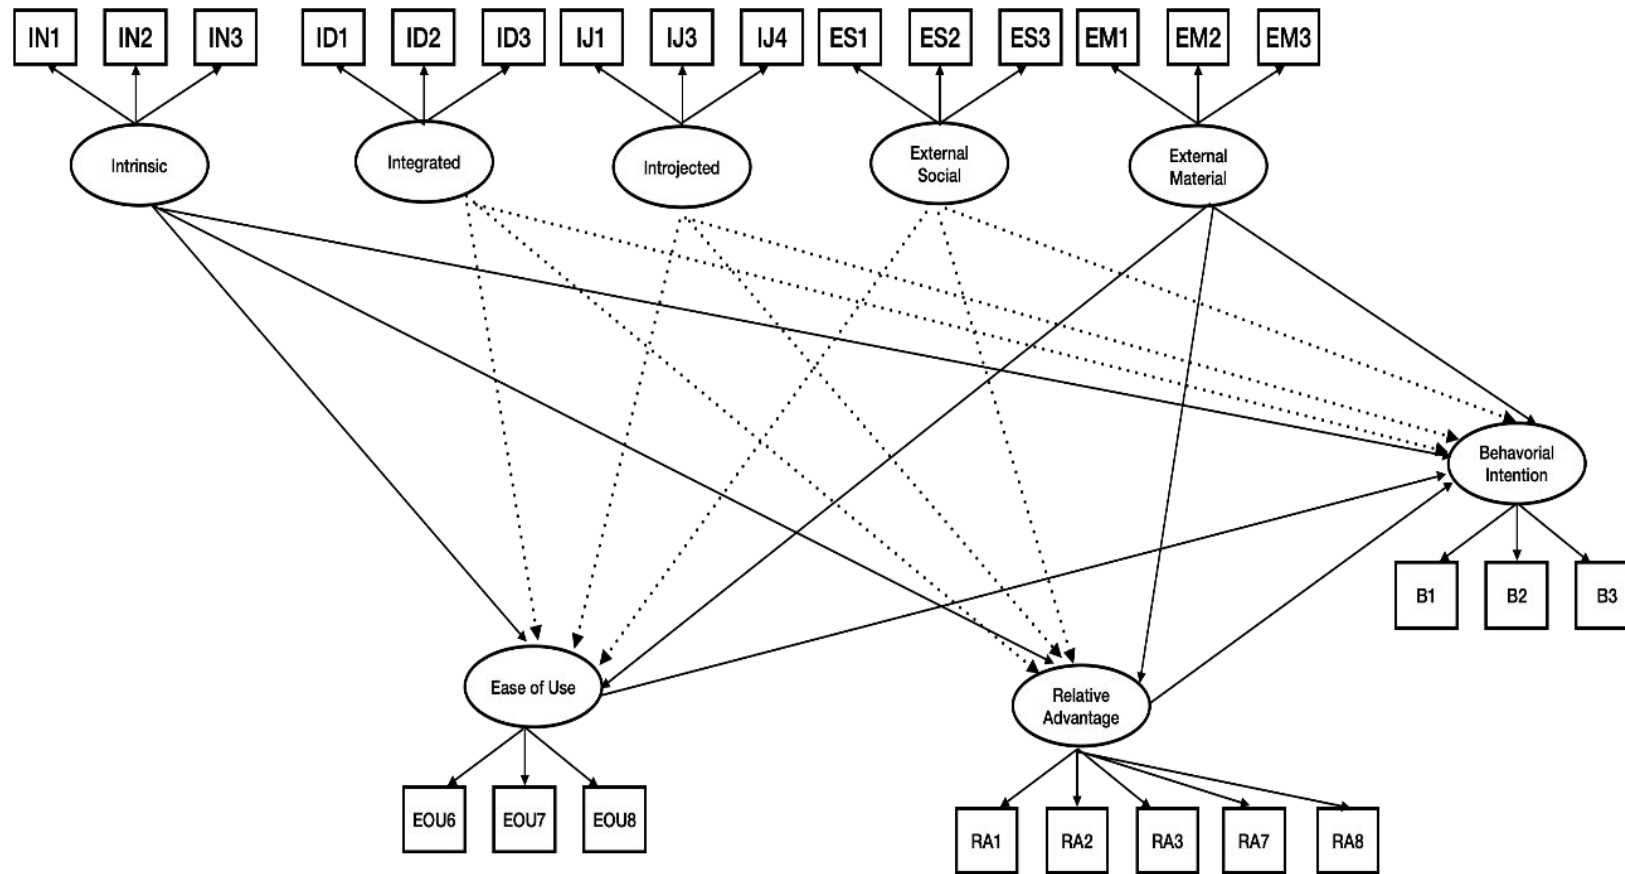 IN1 IN2 IN3 ID1 ID2 ID3 IJ1 IJ3 IJ4 ES1 ES2 ES3 EM1 EM2 EM3
Intrinsic
Integrated
Introjected
External
Social
External
Material
Behavorial
Intention
B1 B2 B3
Ease of Use
Relative
Advantage
EOU6 EOU7 EOU8
RA1 RA2 RA3 RA7 RA8